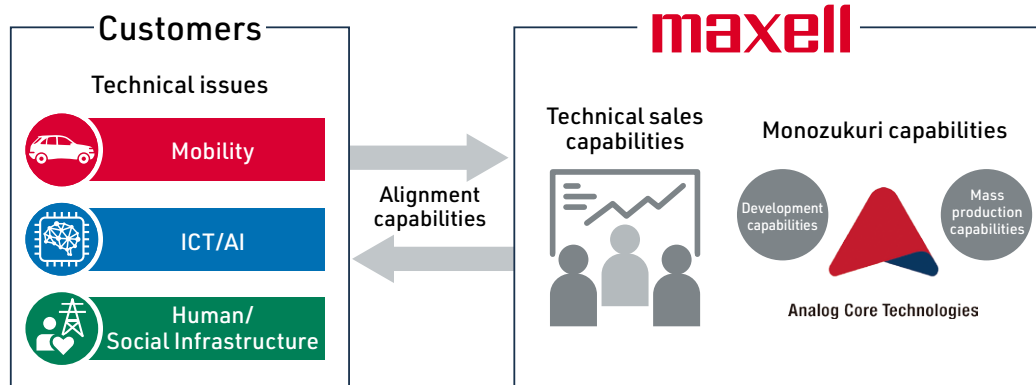 Customers
Technical issues
Mobility
ICT/AI
Human/
Social Infrastructure
Alignment
capabilities
maxell
Technical sales
capabilities
Monozukuri capabilities
Development
capabilities
Mass
production
capabilities
Analog Core Technologies